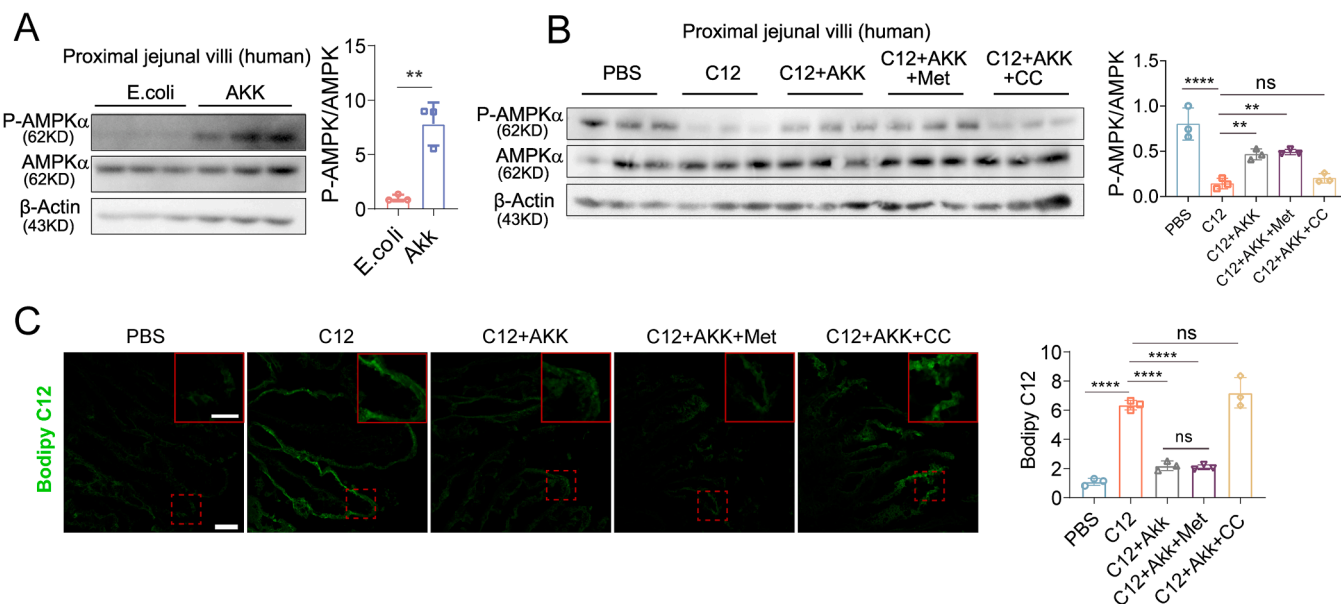 A
Proximal jejunal villi (human)
E.coli AKK
P-AMPKα
(62KD)
AMPKα
(62KD)
β-Actin
(43KD)
P-AMPK/AMPK
15
10
5
0
**
E.coli
Akk
B
Proximal jejunal villi (human)
PBS C12 C12+AKK C12+AKK+Met C12+AKK+CC
P-AMPKα
(62KD)
AMPKα
(62KD)
β-Actin
(43KD)
P-AMPK/AMPK
1.5
1.0
0.5
0.0
ns
**** **
**
PBS
C12
C12+AKK
C12+AKK+Met
C12+AKK+CC
C
PBS C12 C12+AKK C12+AKK+Met C12+AKK+CC
Bodipy C12
Bodipy C12
10
8
6
4
2
0
ns
****
**** ****
ns
PBS
C12
C12+Akk
C12+Akk+Met
C12+Akk+CC